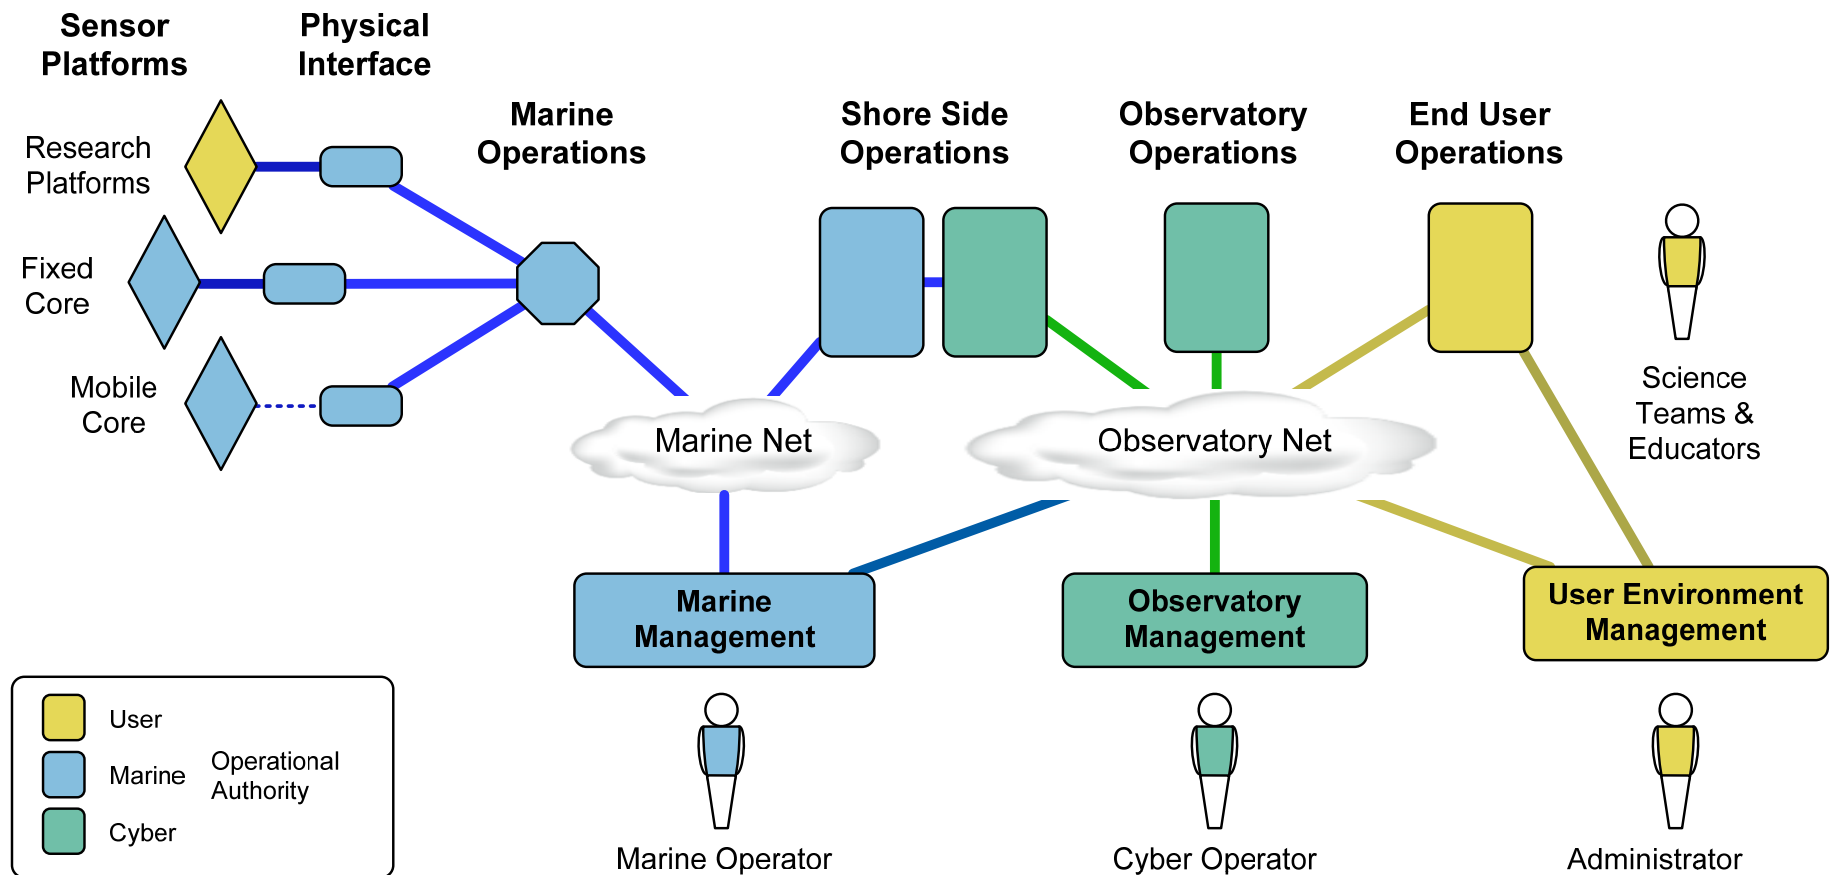 Sensor
Platforms
Physical
Interface
Marine
Operations
Shore Side
Operations
Observatory
Operations
End User
Operations
Research
Platforms
Fixed
Core
Mobile
Core
Science
Teams &
Educators
Marine Net
Observatory Net
Marine
Management
Observatory
Management
User Environment
Management
User
Marine
Cyber
Operational
Authority
Marine Operator
Cyber Operator
Administrator